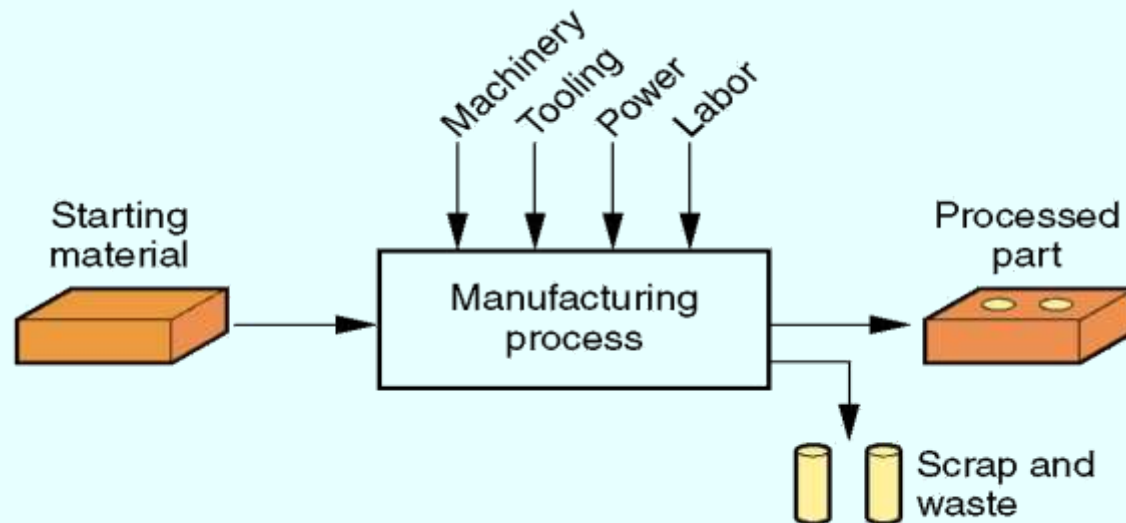 Machinery
Tooling
Power
Labor
Starting
material
Manufacturing
process
Processed
part
Scrap and
waste